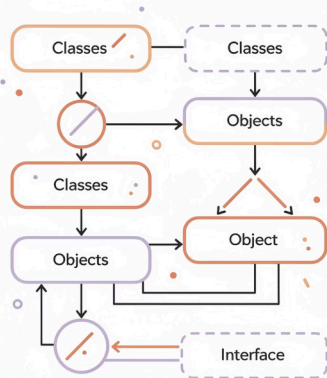 Classes
Classes
Objects
Classes
Object
Objects
Interface